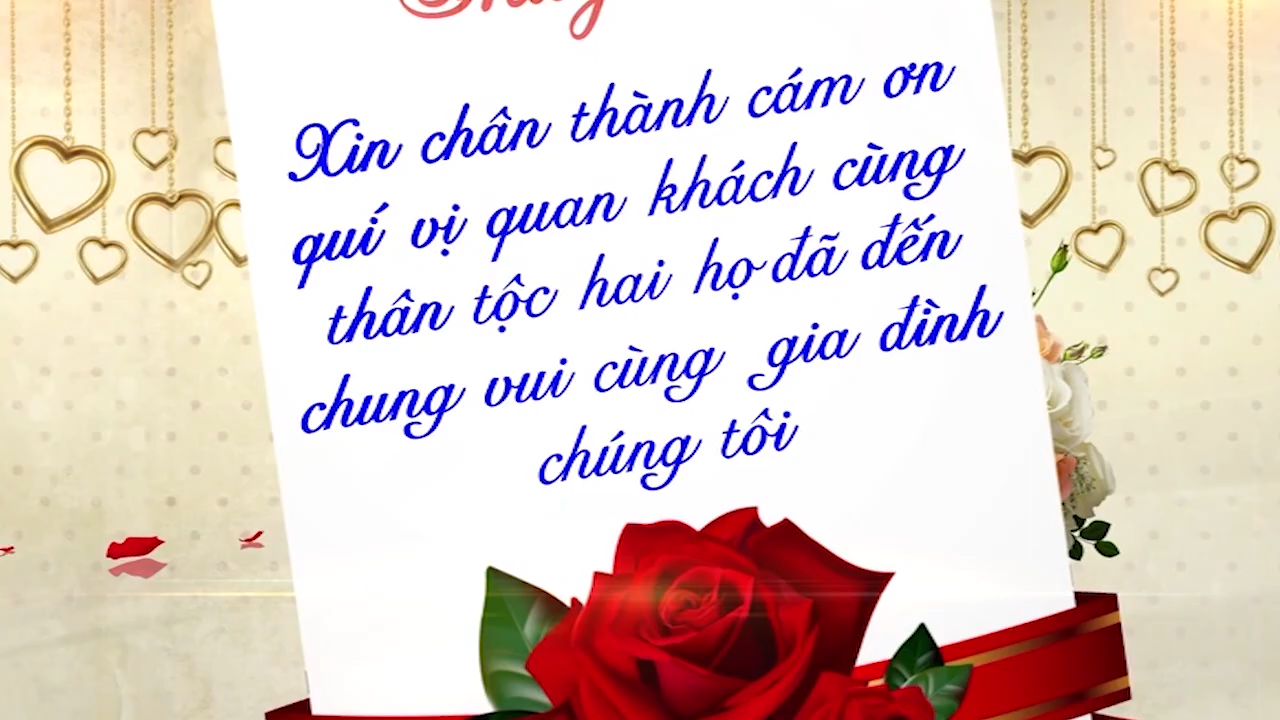 Xin chân thành cám ơn
quí vị quan khách cùng
thân tộc hai họ đã đến
chung vui cùng gia đình
chúng tôi